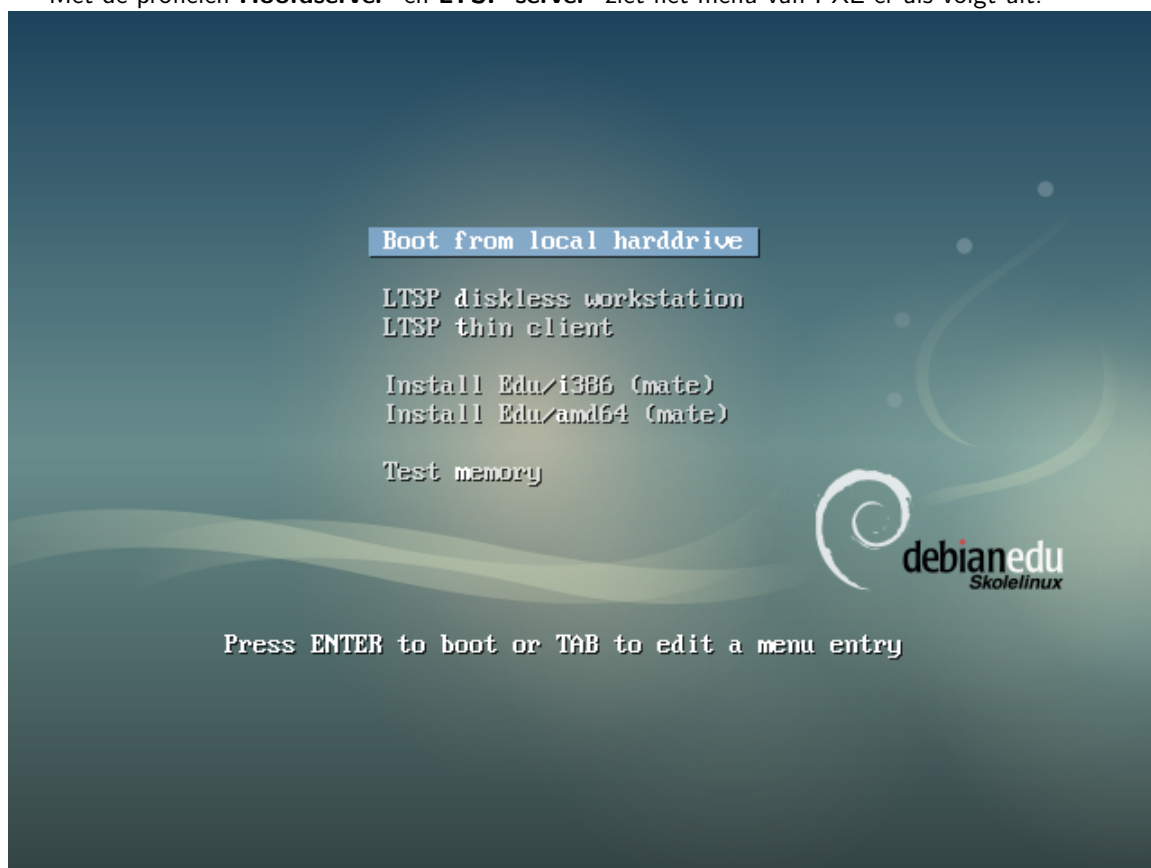 Met de profielen Hoofdserver en LTSP-server ziet het menu van PXE er als volgt uit:
Boot from local harddrive
LTSP diskless workstation
LTSP thin client
Install Edu/i386 (mate)
Install Edu/amd64 (mate)
Test memory
debianedu
Skolelinux
Press ENTER to boot or TAB to edit a menu entry